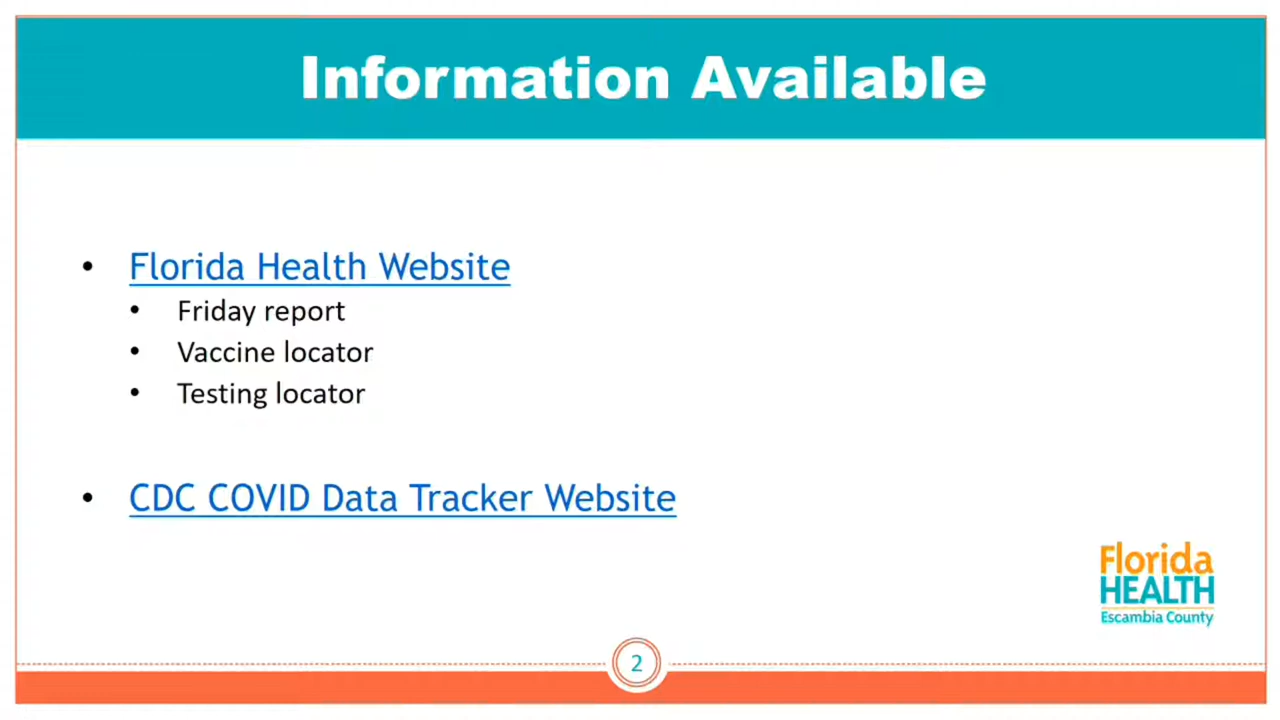 Information Available
• Florida Health Website
• Friday report
• Vaccine locator
• Testing locator
• CDC COVID Data Tracker Website
Florida
HEALTH
Escambia County
2